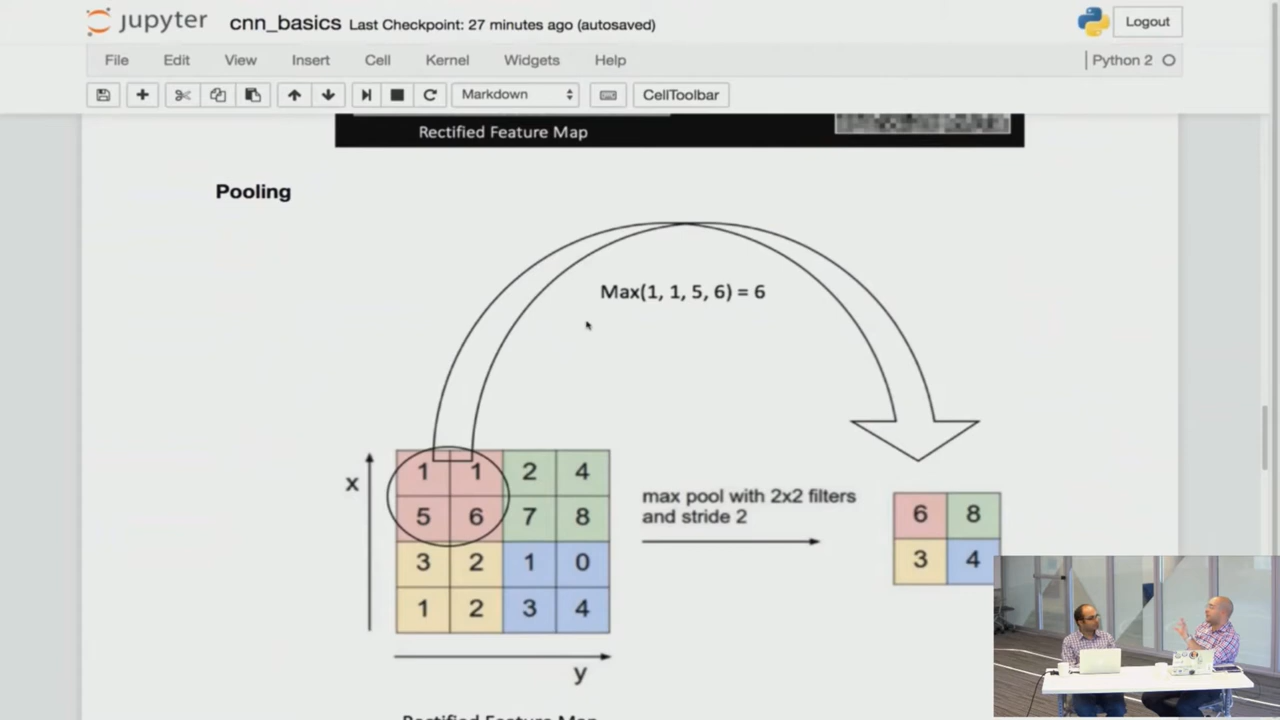 jupyter cnn_basics Last Checkpoint: 27 minutes ago (autosaved) Logout
File Edit View Insert Cell Kernel Widgets Help Python 2
Markdown CellToolbar
Rectified Feature Map
Pooling
Max(1, 1, 5, 6) = 6
x
1 1 2 4
5 6 7 8
3 2 1 0
1 2 3 4
y
max pool with 2x2 filters
and stride 2
6 8
3 4
Rectified Feature Map